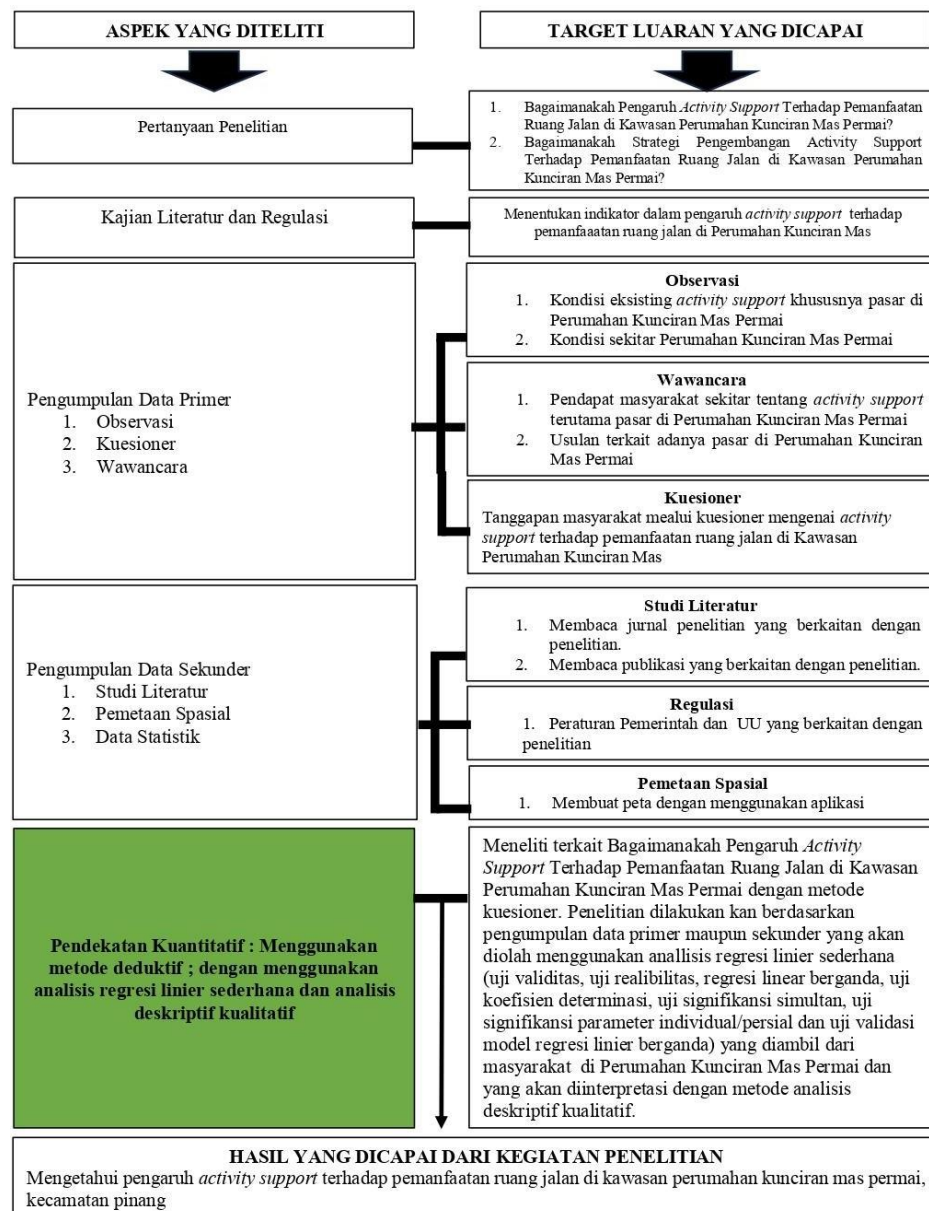 ASPEK YANG DITELITI
TARGET LUARAN YANG DICAPAI
Pertanyaan Penelitian
1. Bagaimanakah Pengaruh Activity Support Terhadap Pemanfaatan
Ruang Jalan di Kawasan Perumahan Kunciran Mas Permai?
2. Bagaimanakah Strategi Pengembangan Activity Support
Terhadap Pemanfaatan Ruang Jalan di Kawasan Perumahan
Kunciran Mas Permai?
Kajian Literatur dan Regulasi
Menentukan indikator dalam pengaruh activity support terhadap
pemanfaaatan ruang jalan di Perumahan Kunciran Mas
Pengumpulan Data Primer
1. Observasi
2. Kuesioner
3. Wawancara
Observasi
1. Kondisi eksisting activity support khususnya pasar di
Perumahan Kunciran Mas Permai
2. Kondisi sekitar Perumahan Kunciran Mas Permai
Wawancara
1. Pendapat masyarakat sekitar tentang activity support
terutama pasar di Perumahan Kunciran Mas Permai
2. Usulan terkait adanya pasar di Perumahan Kunciran
Mas Permai
Kuesioner
Tanggapan masyarakat mealui kuesioner mengenai activity
support terhadap pemanfaatan ruang jalan di Kawasan
Perumahan Kunciran Mas
Pengumpulan Data Sekunder
1. Studi Literatur
2. Pemetaan Spasial
3. Data Statistik
Studi Literatur
1. Membaca jurnal penelitian yang berkaitan dengan
penelitian.
2. Membaca publikasi yang berkaitan dengan penelitian.
Regulasi
1. Peraturan Pemerintah dan UU yang berkaitan dengan
penelitian
Pemetaan Spasial
1. Membuat peta dengan menggunakan aplikasi
Pendekatan Kuantitatif : Menggunakan
metode deduktif ; dengan menggunakan
analisis regresi linier sederhana dan analisis
deskriptif kualitatif
Meneliti terkait Bagaimanakah Pengaruh Activity
Support Terhadap Pemanfaatan Ruang Jalan di Kawasan
Perumahan Kunciran Mas Permai dengan metode
kuesioner. Penelitian dilakukan kan berdasarkan
pengumpulan data primer maupun sekunder yang akan
diolah menggunakan anallisis regresi linier sederhana
(uji validitas, uji realibilitas, regresi linear berganda, uji
koefisien determinasi, uji signifikansi simultan, uji
signifikansi parameter individual/persial dan uji validasi
model regresi linier berganda) yang diambil dari
masyarakat di Perumahan Kunciran Mas Permai dan
yang akan diinterpretasi dengan metode analisis
deskriptif kualitatif.
HASIL YANG DICAPAI DARI KEGIATAN PENELITIAN
Mengetahui pengaruh activity support terhadap pemanfaatan ruang jalan di kawasan perumahan kunciran mas permai,
kecamatan pinang